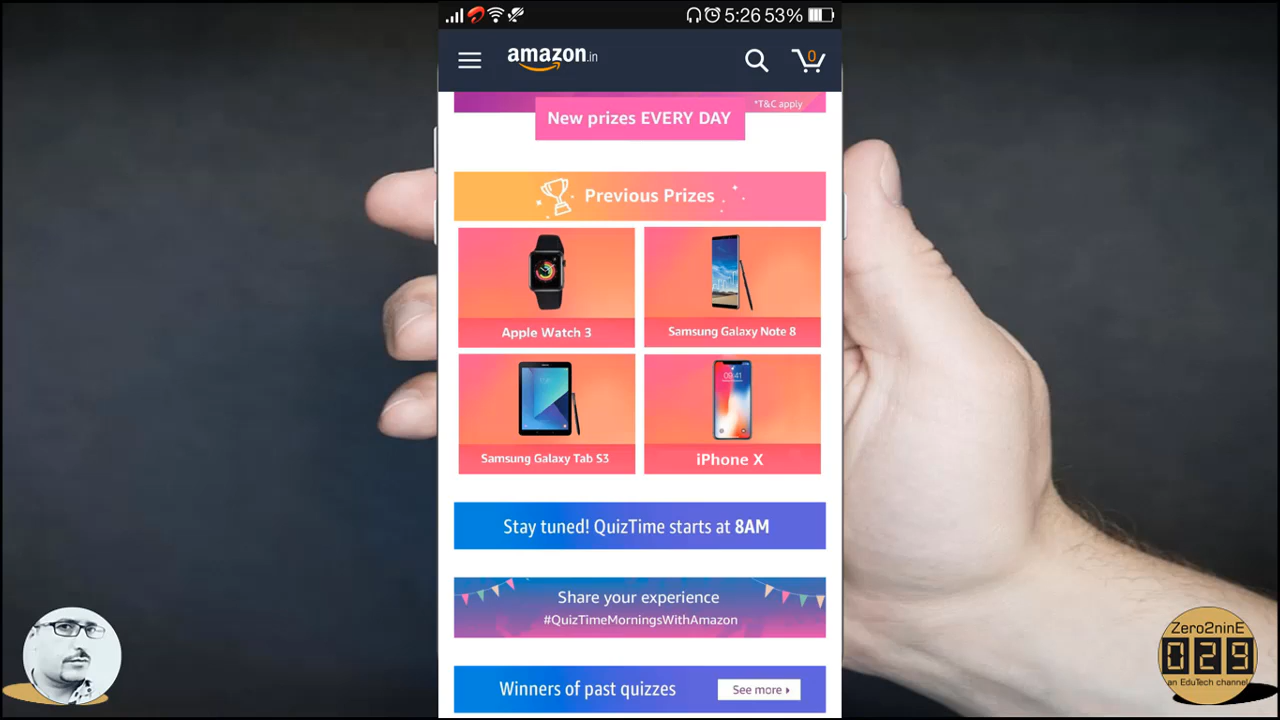 5:26 53%
amazon.in
0
*T&C apply
New prizes EVERY DAY
Previous Prizes
Apple Watch 3
Samsung Galaxy Note 8
09:41
Samsung Galaxy Tab S3
iPhone X
Stay tuned! QuizTime starts at 8AM
Share your experience
#QuizTimeMorningsWithAmazon
Winners of past quizzes
See more
Zero2ninE
029
an EduTech channel